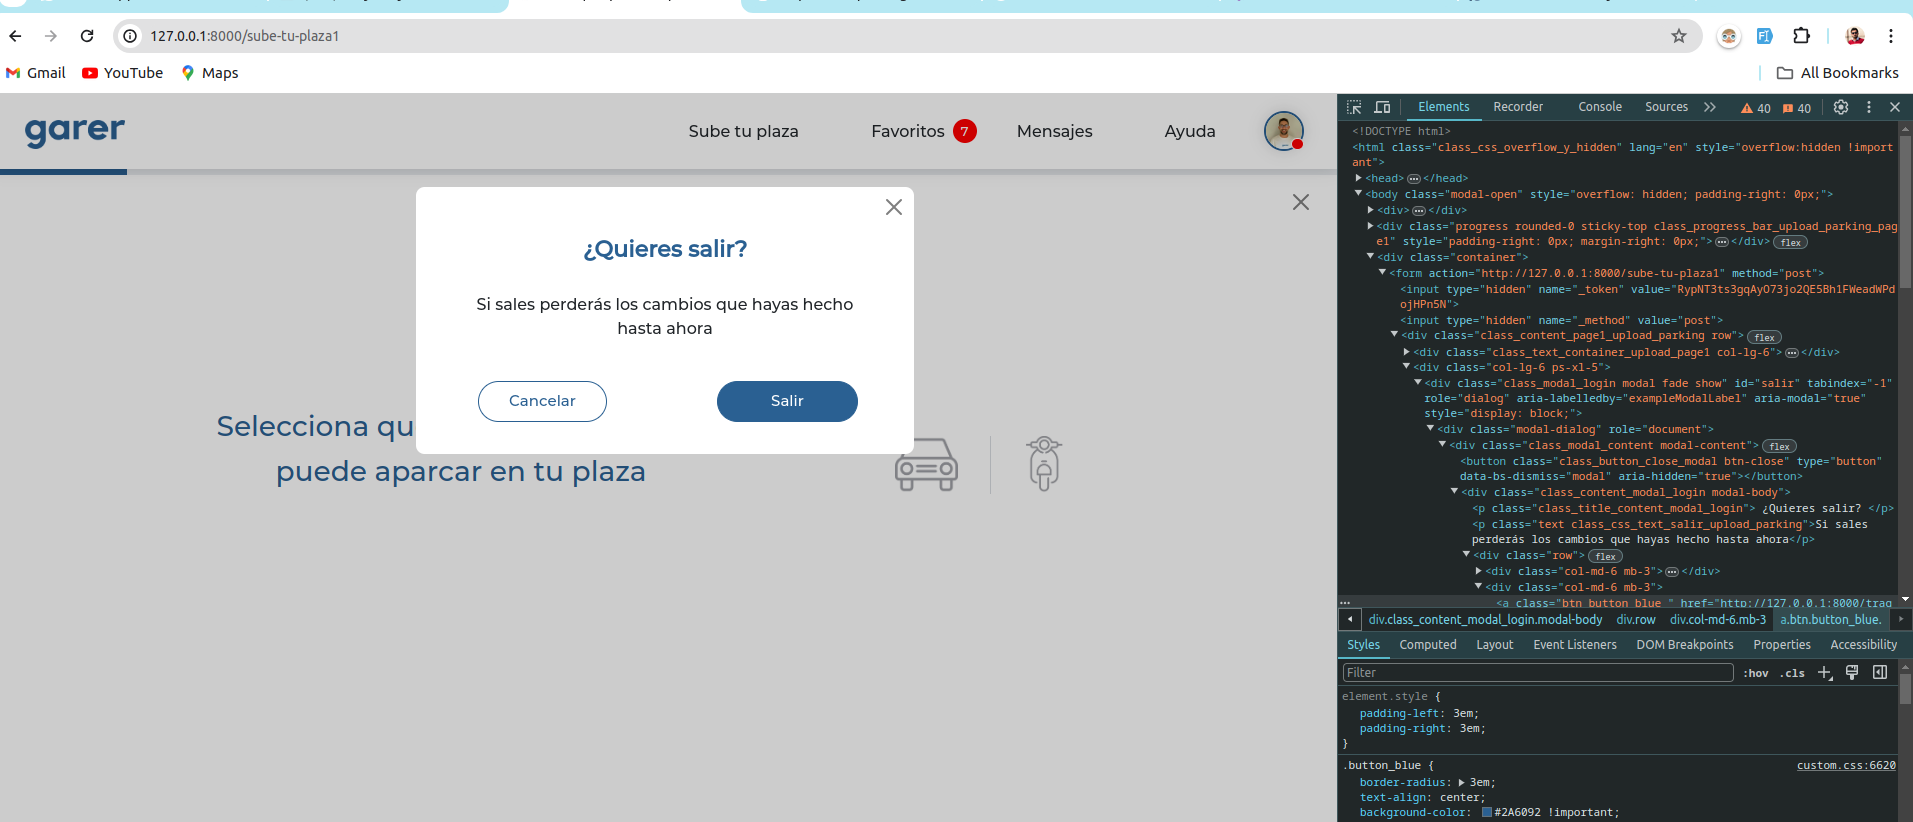 127.0.0.1:8000/sube-tu-plaza1
Gmail YouTube Maps All Bookmarks
garer Sube tu plaza Favoritos 7 Mensajes Ayuda
¿Quieres salir?
Si sales perderás los cambios que hayas hecho
hasta ahora
Cancelar Salir
Selecciona qu
puede aparcar en tu plaza
Elements Recorder Console Sources 40 40
<!DOCTYPE html>
<html class="class_css_overflow_y_hidden" lang="en" style="overflow:hidden !import
ant">
<head> ••• </head>
<body class="modal-open" style="overflow: hidden; padding-right: 0px;">
<div> ••• </div>
<div class="progress rounded-0 sticky-top class_progress_bar_upload_parking_pag
e1" style="padding-right: 0px; margin-right: 0px;"> ••• </div> flex
<div class="container">
<form action="http://127.0.0.1:8000/sube-tu-plaza1" method="post">
<input type="hidden" name="_token" value="RypNT3ts3gqAyO73jo2QE5Bh1FWeadWPd
ojHPn5N">
<input type="hidden" name="_method" value="post">
<div class="class_content_page1_upload_parking row"> flex
<div class="class_text_container_upload_page1 col-lg-6"> ••• </div>
<div class="col-lg-6 ps-xl-5">
<div class="class_modal_login modal fade show" id="salir" tabindex="-1"
role="dialog" aria-labelledby="exampleModalLabel" aria-modal="true"
style="display: block;">
<div class="modal-dialog" role="document">
<div class="class_modal_content modal-content"> flex
<button class="class_button_close_modal btn-close" type="button"
data-bs-dismiss="modal" aria-hidden="true"></button>
<div class="class_content_modal_login modal-body">
<p class="class_title_content_modal_login"> ¿Quieres salir? </p>
<p class="text class_css_text_salir_upload_parking">Si sales
perderás los cambios que hayas hecho hasta ahora</p>
<div class="row"> flex
<div class="col-md-6 mb-3"> ••• </div>
<div class="col-md-6 mb-3">
<a class="btn button_blue " href="http://127.0.0.1:8000/trag
div.class_content_modal_login.modal-body div.row div.col-md-6.mb-3 a.btn.button_blue.
Styles Computed Layout Event Listeners DOM Breakpoints Properties Accessibility
Filter :hov .cls
element.style {
padding-left: 3em;
padding-right: 3em;
}
.button_blue { custom.css:6620
border-radius: 3em;
text-align: center;
background-color: #2A6092 !important;